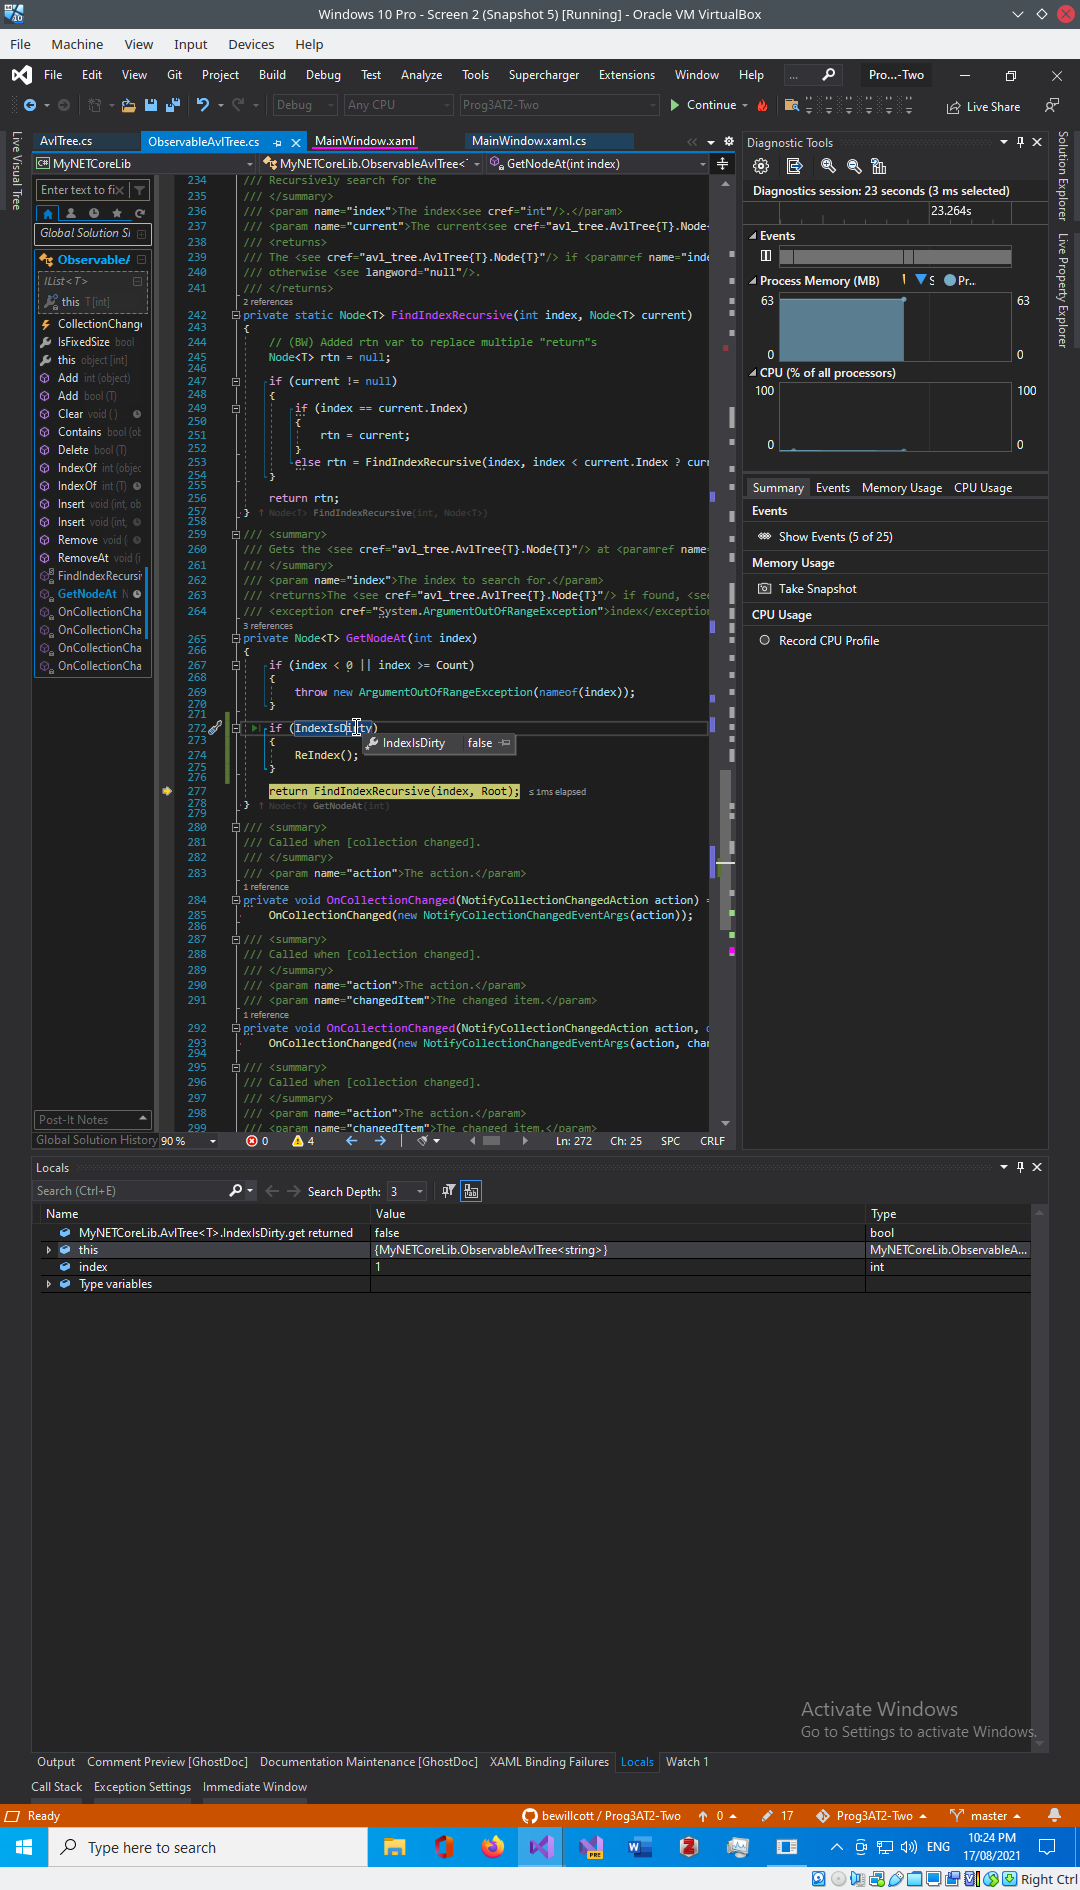 Windows 10 Pro - Screen 2 (Snapshot 5) [Running] - Oracle VM VirtualBox
File Machine View Input Devices Help
File Edit View Git Project Build Debug Test Analyze Tools Supercharger Extensions Window Help ... Pro...-Two
Debug Any CPU Prog3AT2-Two Continue Live Share
AvlTree.cs ObservableAvlTree.cs MainWindow.xaml MainWindow.xaml.cs
MyNETCoreLib MyNETCoreLib.ObservableAvlTree< GetNodeAt(int index)
Live Visual Tree
Enter text to fi
Global Solution S
ObservableA
IList<T>
this T [int]
CollectionChange
IsFixedSize bool
this object [int]
Add int (object)
Add bool (T)
Clear void ( )
Contains bool (ob
Delete bool (T)
IndexOf int (objec
IndexOf int (T)
Insert void (int, ob
Insert void (int,
Remove void (
RemoveAt void (i
FindIndexRecursi
GetNodeAt N
OnCollectionCha
OnCollectionCha
OnCollectionCha
OnCollectionCha
Post-It Notes
Global Solution History
234 /// Recursively search for the
235 /// </summary>
236 /// <param name="index">The index<see cref="int"/>.</param>
237 /// <param name="current">The current<see cref="avl_tree.AvlTree{T}.Node
238 /// <returns>
239 /// The <see cref="avl_tree.AvlTree{T}.Node{T}"/> if <paramref name="inde
240 /// otherwise <see langword="null"/>.
241 /// </returns>
2 references
242 private static Node<T> FindIndexRecursive(int index, Node<T> current)
243 {
244 // (BW) Added rtn var to replace multiple "return"s
245 Node<T> rtn = null;
246
247 if (current != null)
248 {
249 if (index == current.Index)
250 {
251 rtn = current;
252 }
253 else rtn = FindIndexRecursive(index, index < current.Index ? curr
254 }
255
256 return rtn;
257 } ↑ Node<T> FindIndexRecursive(int, Node<T>)
258
259 /// <summary>
260 /// Gets the <see cref="avl_tree.AvlTree{T}.Node{T}"/> at <paramref name=
261 /// </summary>
262 /// <param name="index">The index to search for.</param>
263 /// <returns>The <see cref="avl_tree.AvlTree{T}.Node{T}"/> if found, <see
264 /// <exception cref="System.ArgumentOutOfRangeException">index</exception
3 references
265 private Node<T> GetNodeAt(int index)
266 {
267 if (index < 0 || index >= Count)
268 {
269 throw new ArgumentOutOfRangeException(nameof(index));
270 }
271
272 if (IndexIsDirty)
273 {
IndexIsDirty false
274 ReIndex();
275 }
276
277 return FindIndexRecursive(index, Root); ≤ 1ms elapsed
278 } ↑ Node<T> GetNodeAt(int)
279
280 /// <summary>
281 /// Called when [collection changed].
282 /// </summary>
283 /// <param name="action">The action.</param>
1 reference
284 private void OnCollectionChanged(NotifyCollectionChangedAction action) =
285 OnCollectionChanged(new NotifyCollectionChangedEventArgs(action));
286
287 /// <summary>
288 /// Called when [collection changed].
289 /// </summary>
290 /// <param name="action">The action.</param>
291 /// <param name="changedItem">The changed item.</param>
1 reference
292 private void OnCollectionChanged(NotifyCollectionChangedAction action, o
293 OnCollectionChanged(new NotifyCollectionChangedEventArgs(action, chan
294
295 /// <summary>
296 /// Called when [collection changed].
297 /// </summary>
298 /// <param name="action">The action.</param>
299 /// <param name="changedItem">The changed item.</param>
90 % 0 4 Ln: 272 Ch: 25 SPC CRLF
Diagnostic Tools
Diagnostics session: 23 seconds (3 ms selected)
23.264s
Events
Process Memory (MB) S Pr...
63 63
0 0
CPU (% of all processors)
100 100
0 0
Summary Events Memory Usage CPU Usage
Events
Show Events (5 of 25)
Memory Usage
Take Snapshot
CPU Usage
Record CPU Profile
Solution Explorer
Live Property Explorer
Locals
Search (Ctrl+E) Search Depth: 3
Name Value Type
MyNETCoreLib.AvlTree<T>.IndexIsDirty.get returned false bool
this {MyNETCoreLib.ObservableAvlTree<string>} MyNETCoreLib.ObservableA...
index 1 int
Type variables
Activate Windows
Go to Settings to activate Windows.
Output Comment Preview [GhostDoc] Documentation Maintenance [GhostDoc] XAML Binding Failures Locals Watch 1
Call Stack Exception Settings Immediate Window
Ready bewillcott / Prog3AT2-Two 0 17 Prog3AT2-Two master
Type here to search ENG 10:24 PM
17/08/2021
Right Ctrl